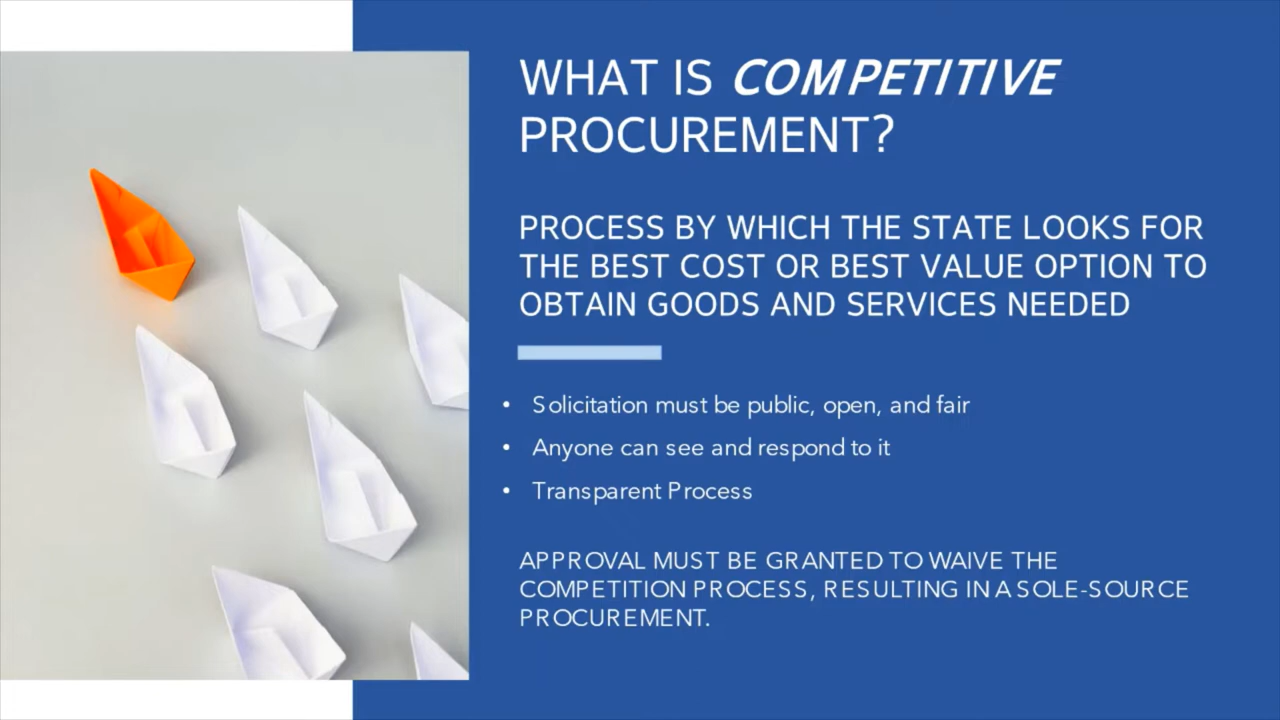 WHAT IS COMPETITIVE
PROCUREMENT?
PROCESS BY WHICH THE STATE LOOKS FOR
THE BEST COST OR BEST VALUE OPTION TO
OBTAIN GOODS AND SERVICES NEEDED
• Solicitation must be public, open, and fair
• Anyone can see and respond to it
• Transparent Process
APPROVAL MUST BE GRANTED TO WAIVE THE
COMPETITION PROCESS, RESULTING IN A SOLE-SOURCE
PROCUREMENT.